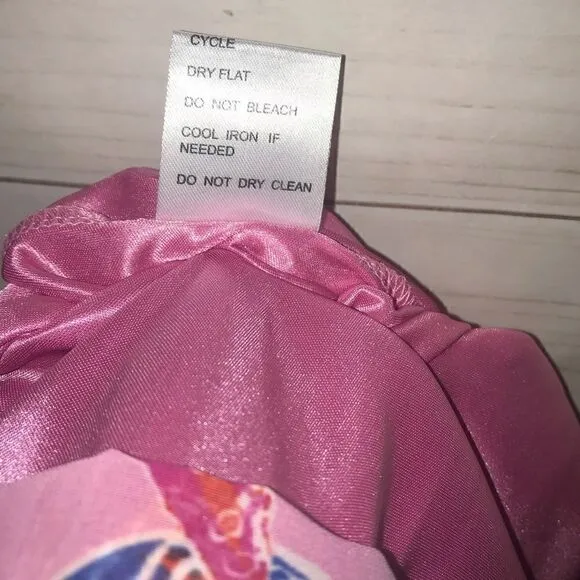 CYCLE
DRY FLAT
DO NOT BLEACH
COOL IRON IF
NEEDED
DO NOT DRY CLEAN